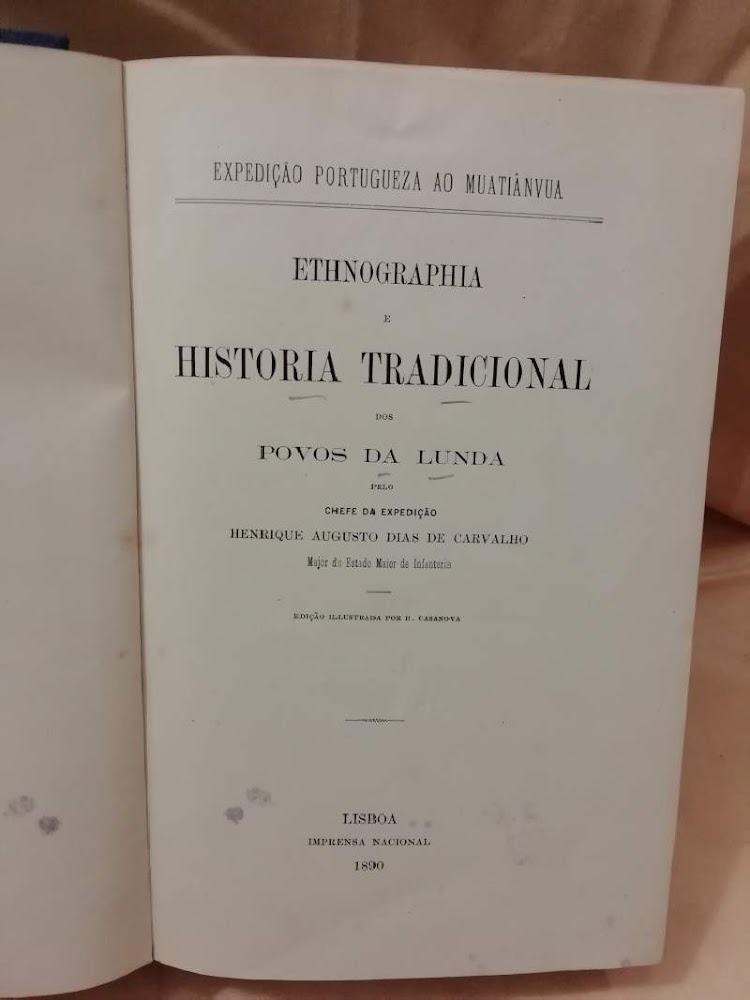 EXPEDIÇÃO PORTUGUEZA AO MUATIÂNVUA
ETHNOGRAPHIA
E
HISTORIA TRADICIONAL
DOS
POVOS DA LUNDA
PELO
CHEFE DA EXPEDIÇÃO
HENRIQUE AUGUSTO DIAS DE CARVALHO
Major do Estado Maior de Infanteria
EDIÇÃO ILLUSTRADA POR H. CASANOVA
LISBOA
IMPRENSA NACIONAL
1890